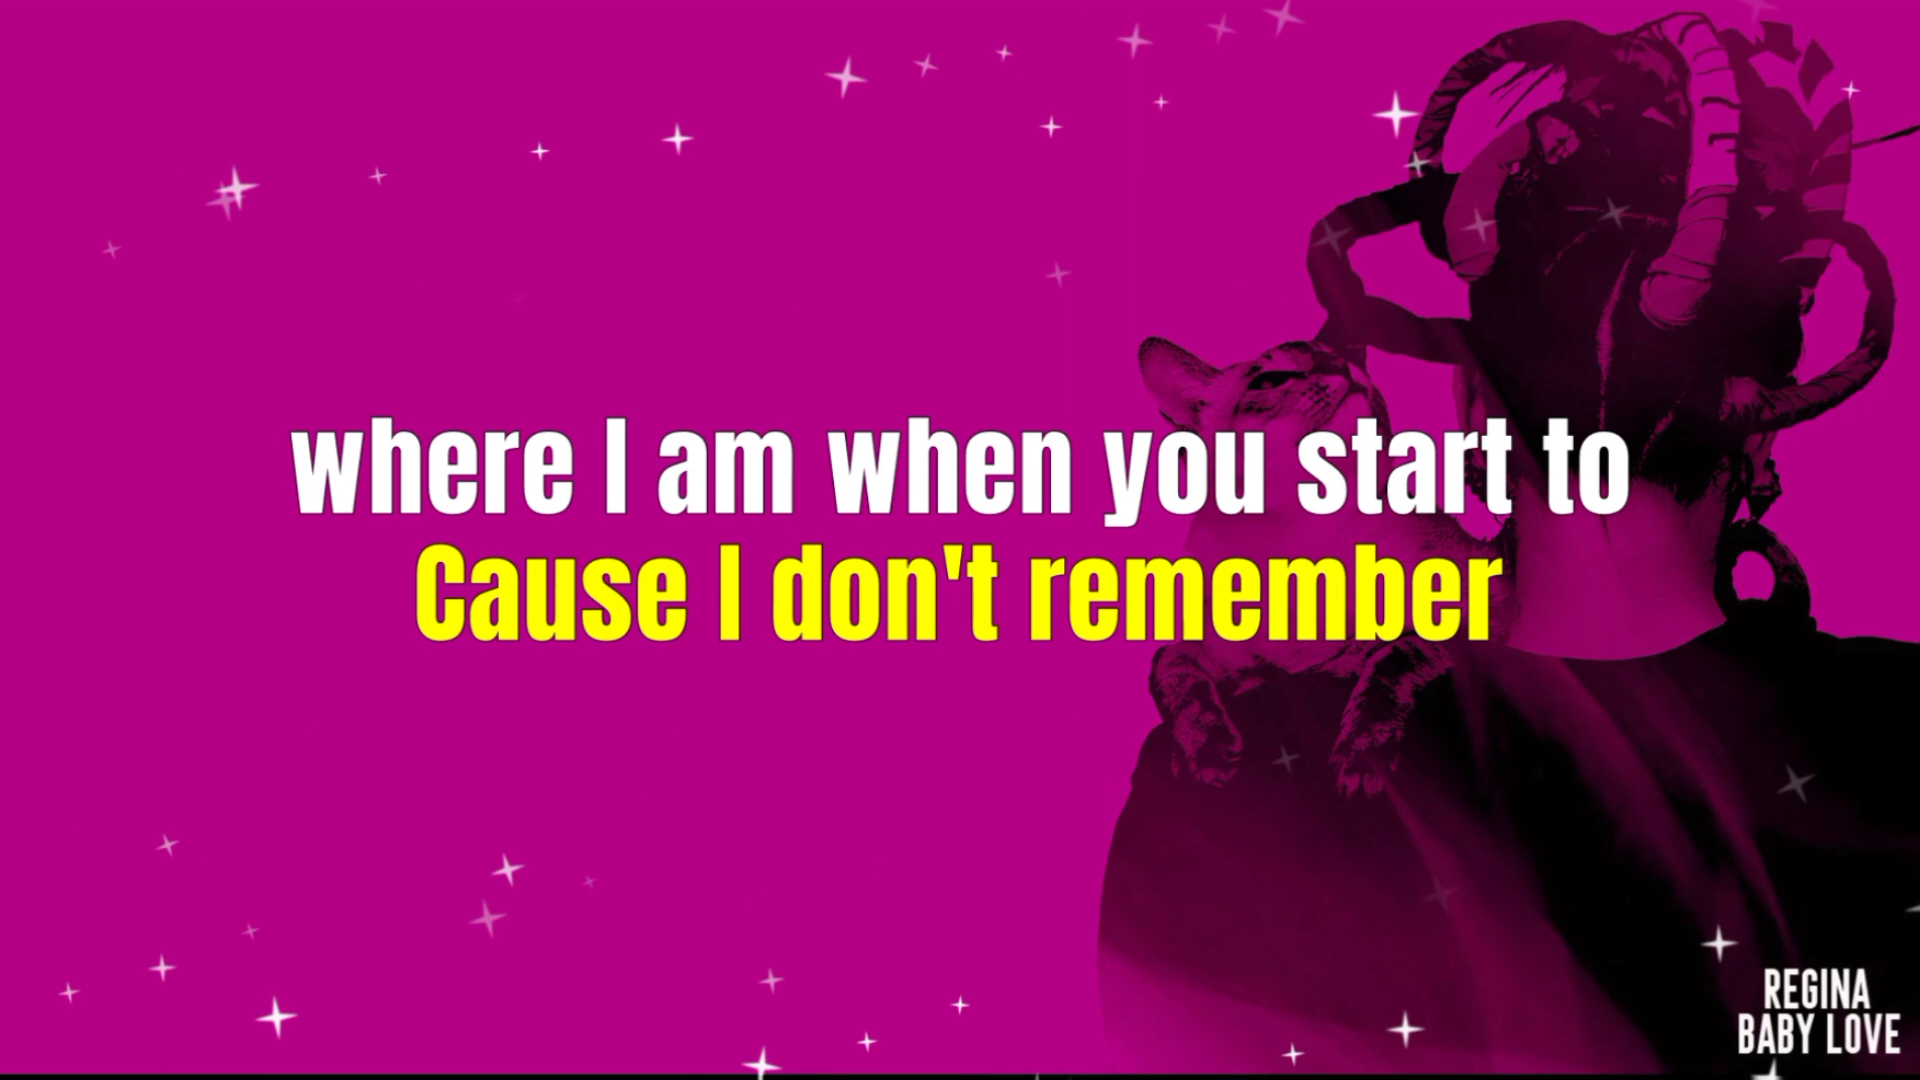 where I am when you start to
Cause I don't remember
REGINA
BABY LOVE